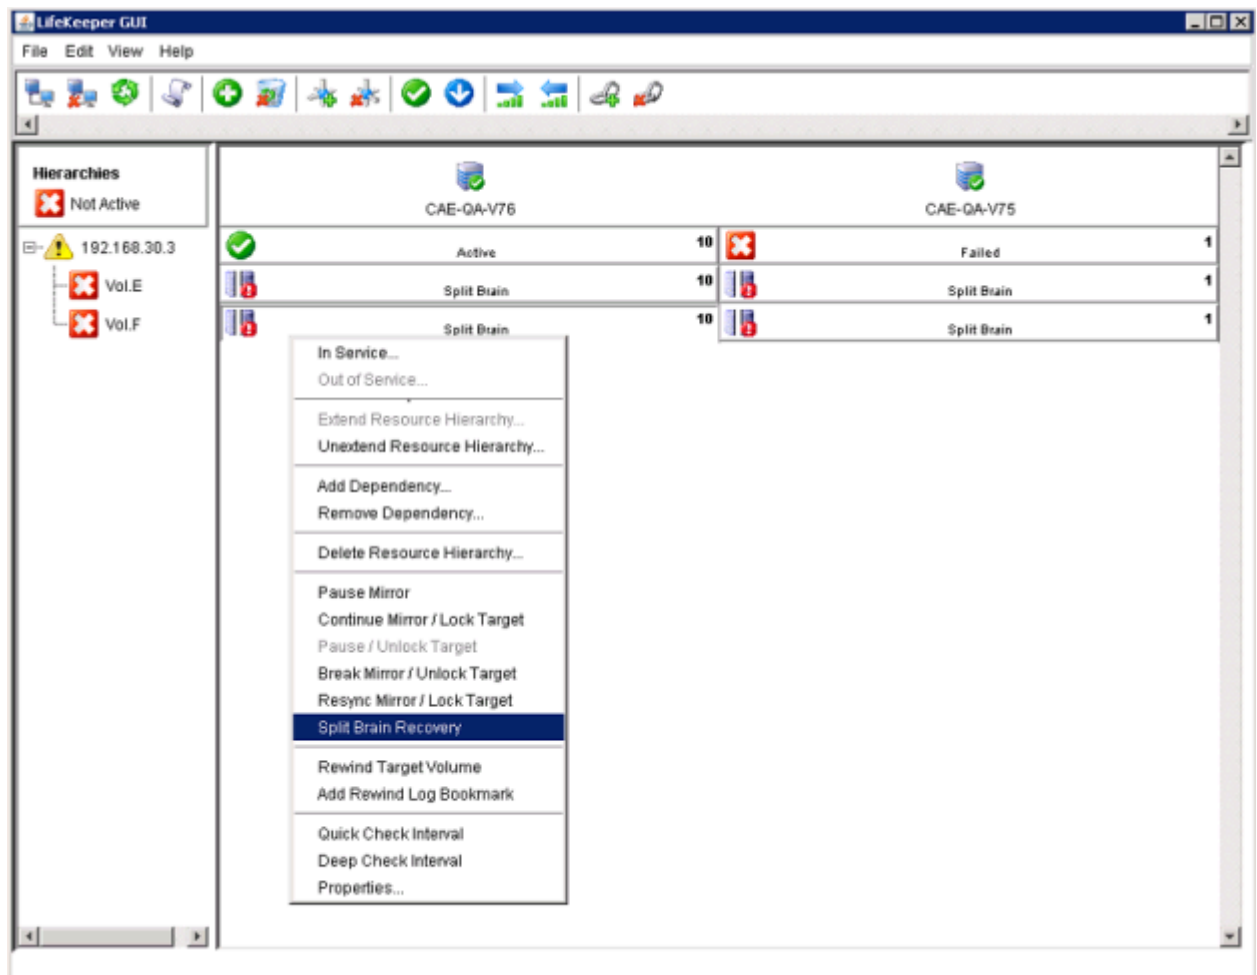 LifeKeeper GUI
File Edit View Help
Hierarchies
Not Active
CAE-QA-V76
CAE-QA-V75
192.168.30.3
Active 10
Failed 1
Vol.E
Split Brain 10
Split Brain 1
Vol.F
Split Brain 10
Split Brain 1
In Service...
Out of Service...
Extend Resource Hierarchy...
Unextend Resource Hierarchy...
Add Dependency...
Remove Dependency...
Delete Resource Hierarchy...
Pause Mirror
Continue Mirror / Lock Target
Pause / Unlock Target
Break Mirror / Unlock Target
Resync Mirror / Lock Target
Split Brain Recovery
Rewind Target Volume
Add Rewind Log Bookmark
Quick Check Interval
Deep Check Interval
Properties...